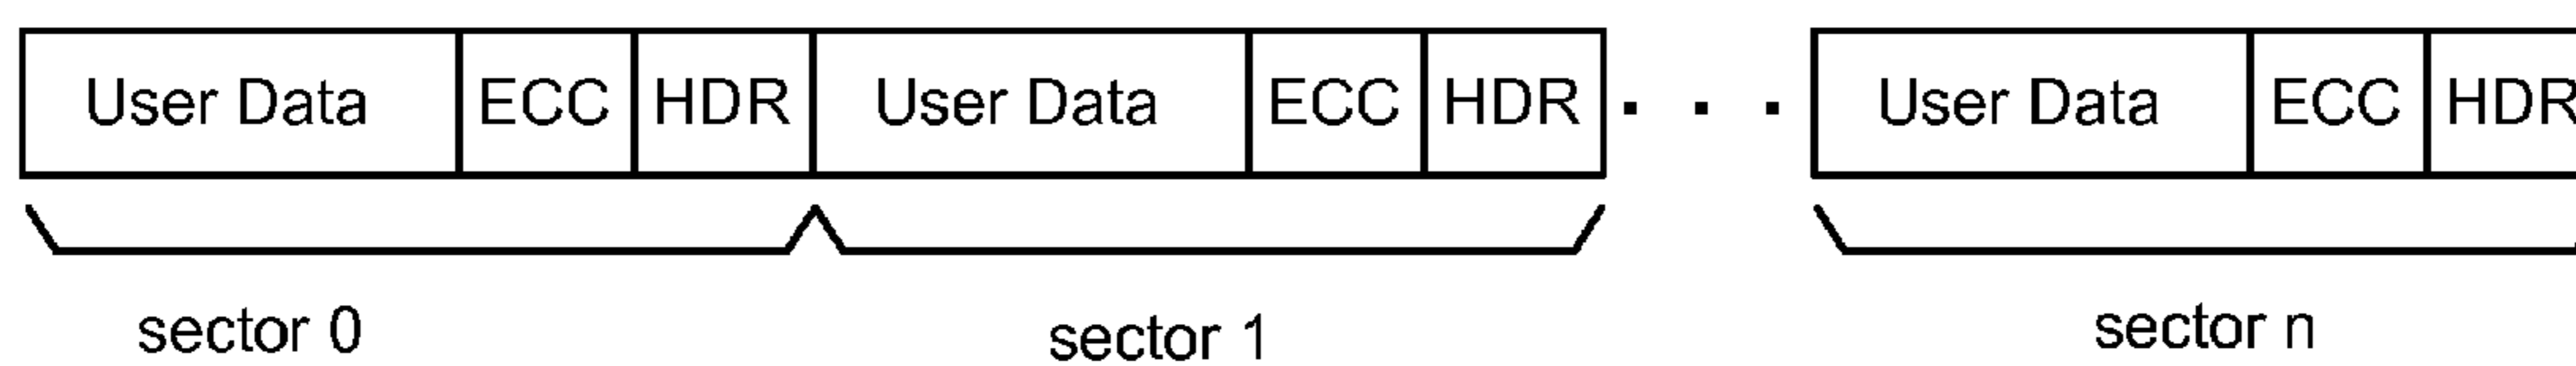 User Data ECC HDR User Data ECC HDR . . . User Data ECC HDR
sector 0 sector 1 sector n